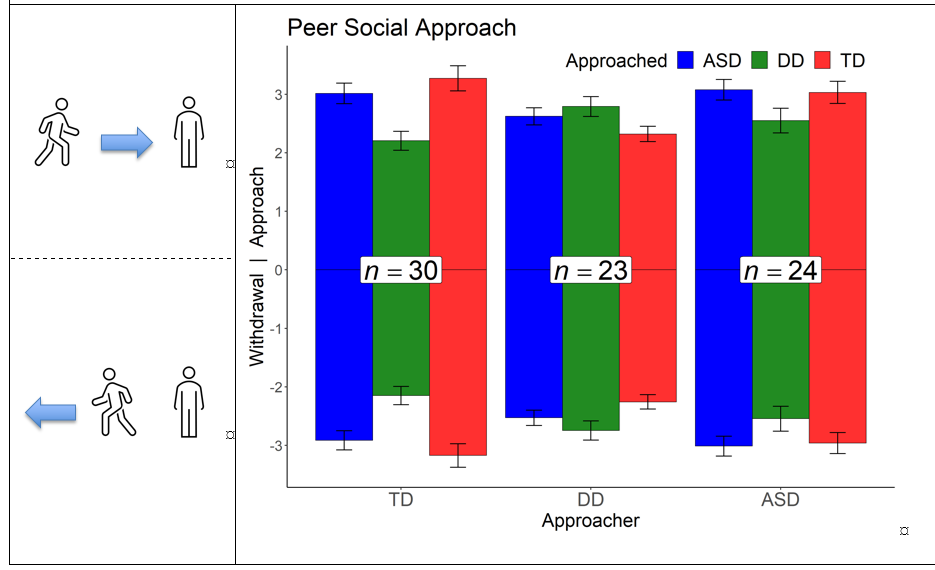 Peer Social Approach
Approached ASD DD TD
Withdrawal | Approach
3
2
1
0
-1
-2
-3
n = 30
n = 23
n = 24
TD DD ASD
Approacher
¤
¤
¤